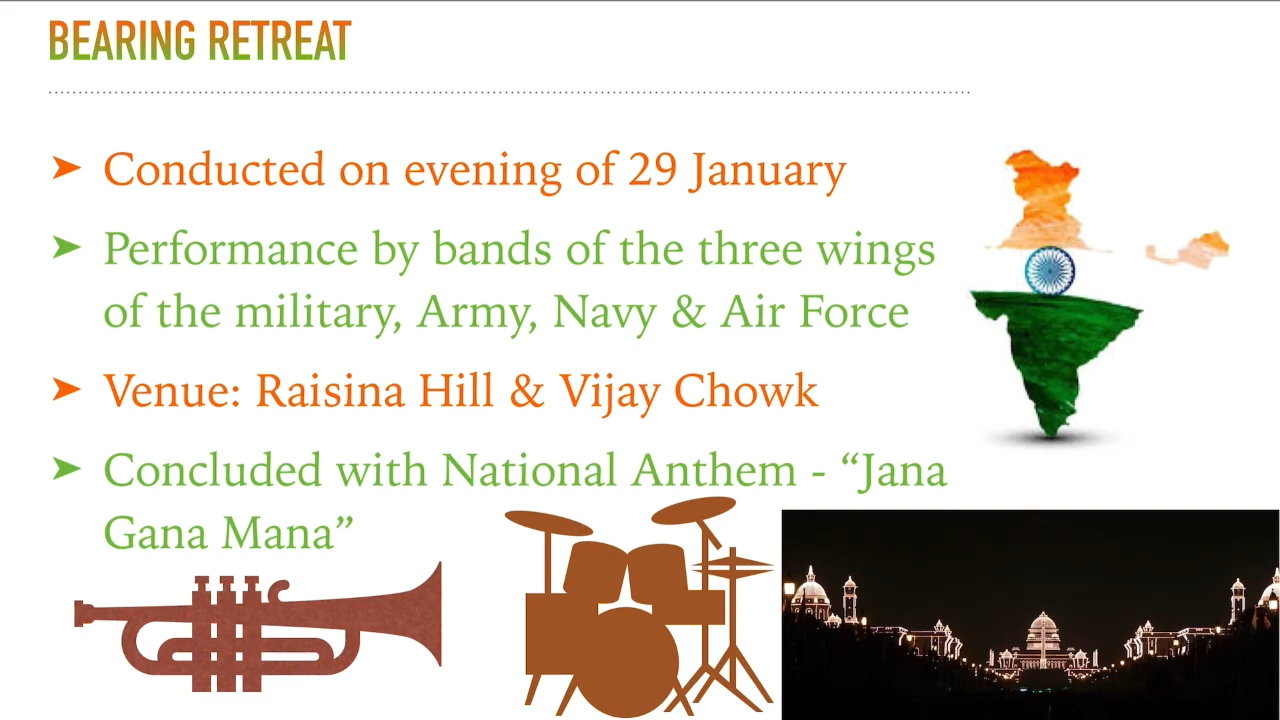 BEARING RETREAT
➤ Conducted on evening of 29 January
➤ Performance by bands of the three wings
of the military, Army, Navy & Air Force
➤ Venue: Raisina Hill & Vijay Chowk
➤ Concluded with National Anthem - “Jana
Gana Mana”